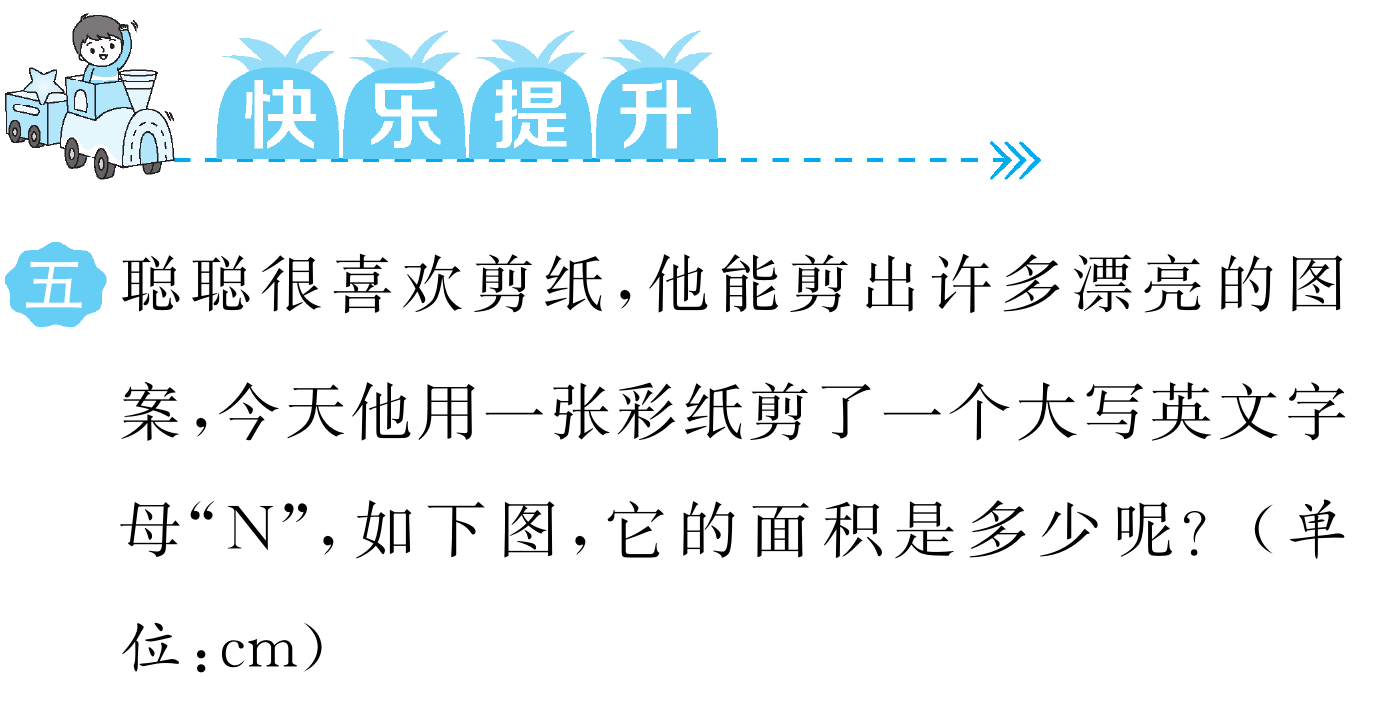 快乐提升
五 聪聪很喜欢剪纸,他能剪出许多漂亮的图
案,今天他用一张彩纸剪了一个大写英文字
母“N”,如下图,它的面积是多少呢?(单
位:cm)